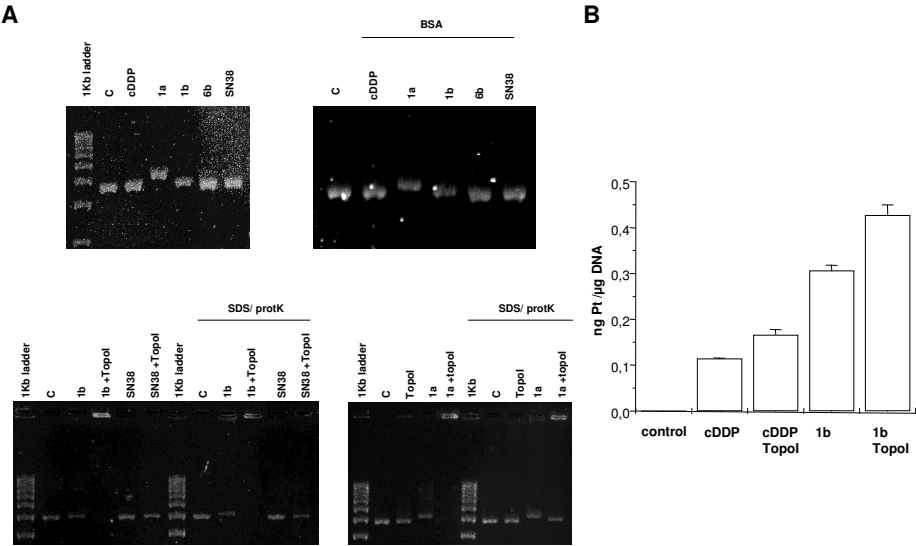 A
1Kb ladder
C
cDDP
1a
1b
6b
SN38
BSA
C
cDDP
1a
1b
6b
SN38
SDS/ protK
1Kb ladder
C
1b
1b +TopoI
SN38
SN38 +TopoI
1Kb ladder
C
1b
1b +TopoI
SN38
SN38 +TopoI
SDS/ protK
1Kb ladder
C
TopoI
1a
1a +topoI
1Kb
C
TopoI
1a
1a +topoI
B
ng Pt /µg DNA
0,5
0,4
0,3
0,2
0,1
0,0
control
cDDP
cDDP
TopoI
1b
1b
TopoI